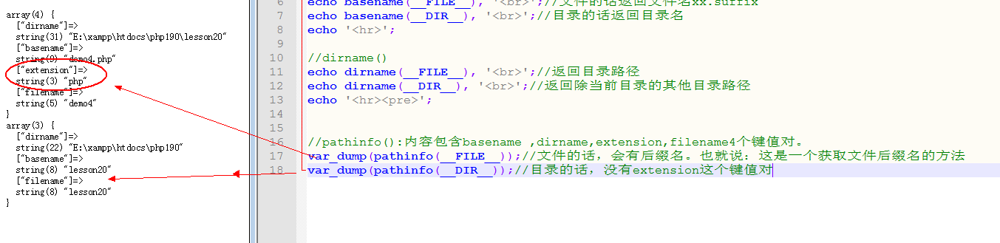 array(4) {
["dirname"]=>
string(31) "E:\xampp\htdocs\php190\lesson20"
["basename"]=>
string(9) "demo4.php"
["extension"]=>
string(3) "php"
["filename"]=>
string(5) "demo4"
}
array(3) {
["dirname"]=>
string(22) "E:\xampp\htdocs\php190"
["basename"]=>
string(8) "lesson20"
["filename"]=>
string(8) "lesson20"
}
6 echo basename(__FILE__), '<br>';//文件的话返回文件名xx.suffix
7 echo basename(__DIR__), '<br>';//目录的话返回目录名
8 echo '<hr>';
9
10 //dirname()
11 echo dirname(__FILE__), '<br>';//返回目录路径
12 echo dirname(__DIR__), '<br>';//返回除当前目录的其他目录路径
13 echo '<hr><pre>';
14
15
16 //pathinfo():内容包含basename ,dirname,extension,filename4个键值对。
17 var_dump(pathinfo(__FILE__));//文件的话，会有后缀名。也就说：这是一个获取文件后缀名的方法
18 var_dump(pathinfo(__DIR__));//目录的话，没有extension这个键值对